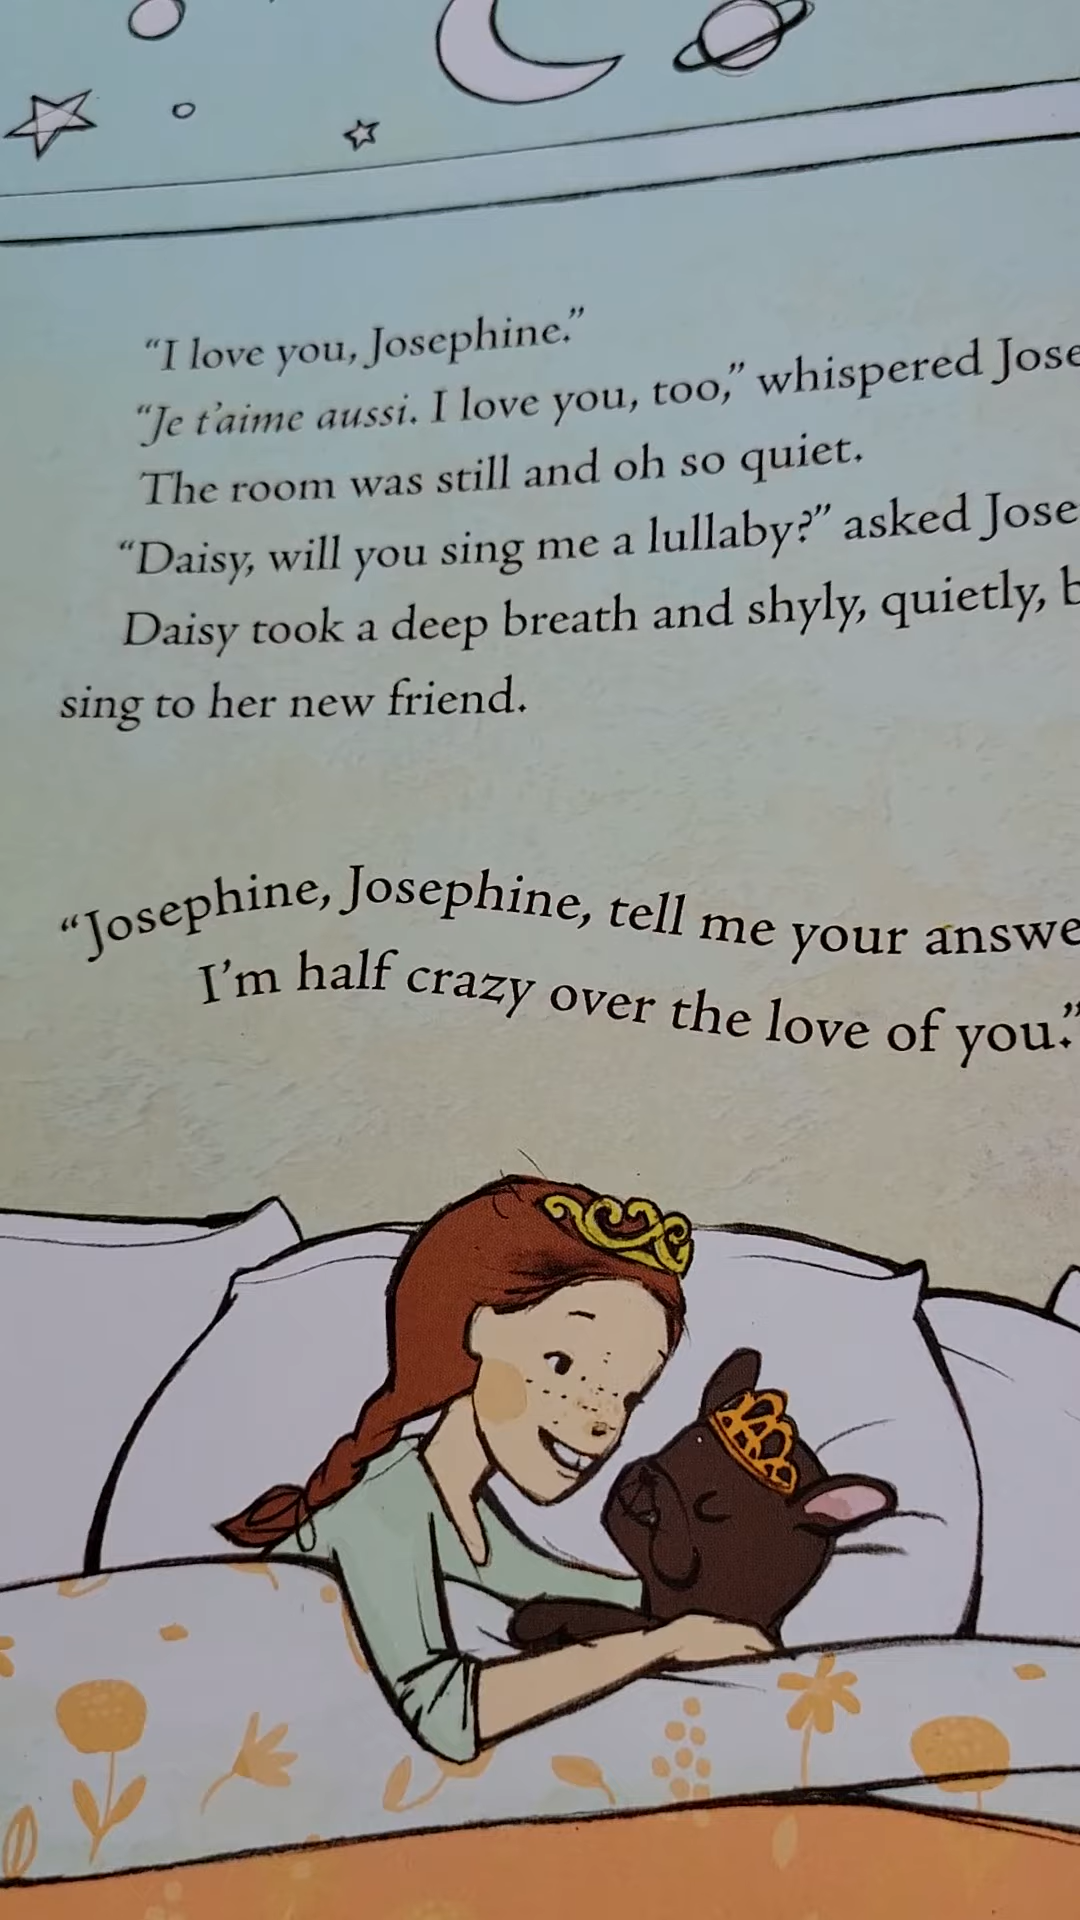 “I love you, Josephine.”
“Je t’aime aussi. I love you, too,” whispered Jose
The room was still and oh so quiet.
“Daisy, will you sing me a lullaby?” asked Jose
Daisy took a deep breath and shyly, quietly, b
sing to her new friend.
“Josephine, Josephine, tell me your answe
I’m half crazy over the love of you.”